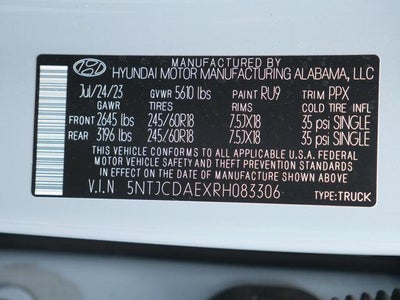 MANUFACTURED BY
HYUNDAI MOTOR MANUFACTURING ALABAMA, LLC
Jul/24/23 GVWR 5610 lbs PAINT RU9 TRIM PPX
GAWR TIRES RIMS COLD TIRE INFL
FRONT 2645 lbs 245/60R18 7.5JX18 35 psi SINGLE
REAR 3196 lbs 245/60R18 7.5JX18 35 psi SINGLE
THIS VEHICLE CONFORMS TO ALL APPLICABLE U.S.A. FEDERAL
MOTOR VEHICLE SAFETY AND THEFT PREVENTION STANDARDS
IN EFFECT ON THE DATE OF MANUFACTURE SHOWN ABOVE.
V.I.N 5NTJCDAEXRH083306 TYPE:TRUCK